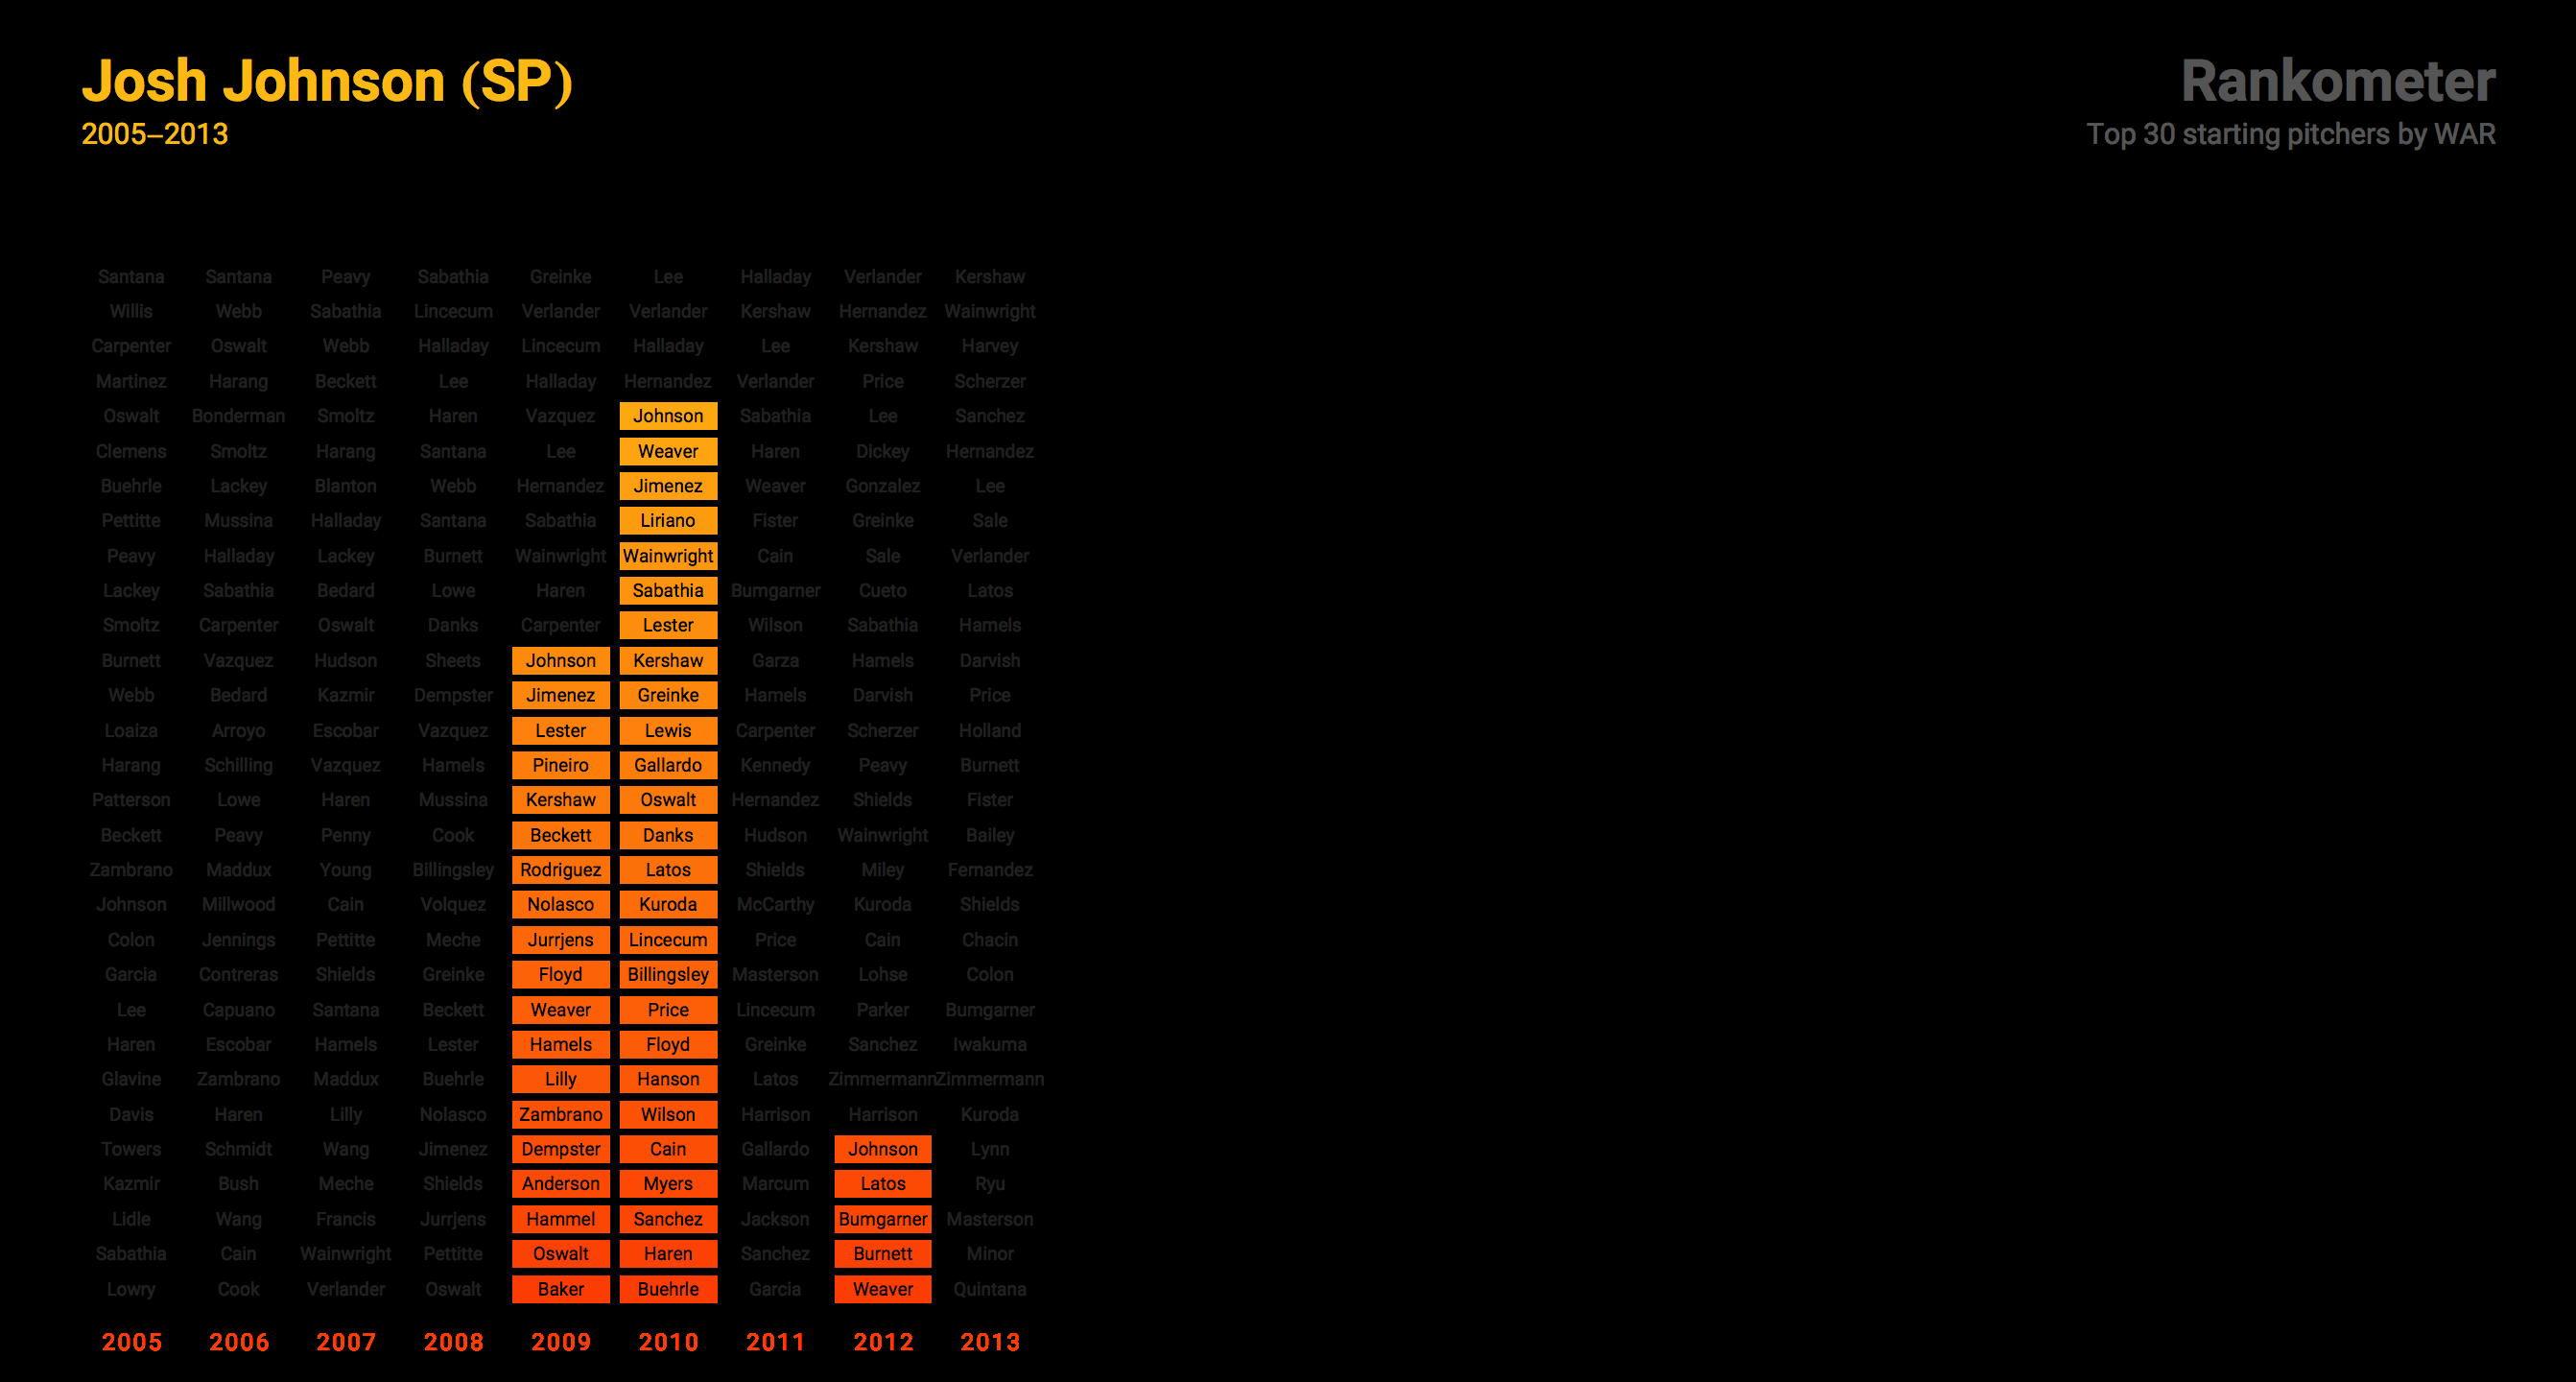 Josh Johnson (SP)
2005–2013
Rankometer
Top 30 starting pitchers by WAR
Santana Santana Peavy Sabathia Greinke Lee Halladay Verlander Kershaw
Willis Webb Sabathia Lincecum Verlander Verlander Kershaw Hernandez Wainwright
Carpenter Oswalt Webb Halladay Lincecum Halladay Lee Kershaw Harvey
Martinez Harang Beckett Lee Halladay Hernandez Verlander Price Scherzer
Oswalt Bonderman Smoltz Haren Vazquez Johnson Sabathia Lee Sanchez
Clemens Smoltz Harang Santana Lee Weaver Haren Dickey Hernandez
Buehrle Lackey Blanton Webb Hernandez Jimenez Weaver Gonzalez Lee
Pettitte Mussina Halladay Santana Sabathia Liriano Fister Greinke Sale
Peavy Halladay Lackey Burnett Wainwright Wainwright Cain Sale Verlander
Lackey Sabathia Bedard Lowe Haren Sabathia Bumgarner Cueto Latos
Smoltz Carpenter Oswalt Danks Carpenter Lester Wilson Sabathia Hamels
Burnett Vazquez Hudson Sheets Johnson Kershaw Garza Hamels Darvish
Webb Bedard Kazmir Dempster Jimenez Greinke Hamels Darvish Price
Loaiza Arroyo Escobar Vazquez Lester Lewis Carpenter Scherzer Holland
Harang Schilling Vazquez Hamels Pineiro Gallardo Kennedy Peavy Burnett
Patterson Lowe Haren Mussina Kershaw Oswalt Hernandez Shields Fister
Beckett Peavy Penny Cook Beckett Danks Hudson Wainwright Bailey
Zambrano Maddux Young Billingsley Rodriguez Latos Shields Miley Fernandez
Johnson Millwood Cain Volquez Nolasco Kuroda McCarthy Kuroda Shields
Colon Jennings Pettitte Meche Jurrjens Lincecum Price Cain Chacin
Garcia Contreras Shields Greinke Floyd Billingsley Masterson Lohse Colon
Lee Capuano Santana Beckett Weaver Price Lincecum Parker Bumgarner
Haren Escobar Hamels Lester Hamels Floyd Greinke Sanchez Iwakuma
Glavine Zambrano Maddux Buehrle Lilly Hanson Latos Zimmermann Zimmermann
Davis Haren Lilly Nolasco Zambrano Wilson Harrison Harrison Kuroda
Towers Schmidt Wang Jimenez Dempster Cain Gallardo Johnson Lynn
Kazmir Bush Meche Shields Anderson Myers Marcum Latos Ryu
Lidle Wang Francis Jurrjens Hammel Sanchez Jackson Bumgarner Masterson
Sabathia Cain Wainwright Pettitte Oswalt Haren Sanchez Burnett Minor
Lowry Cook Verlander Oswalt Baker Buehrle Garcia Weaver Quintana
2005 2006 2007 2008 2009 2010 2011 2012 2013